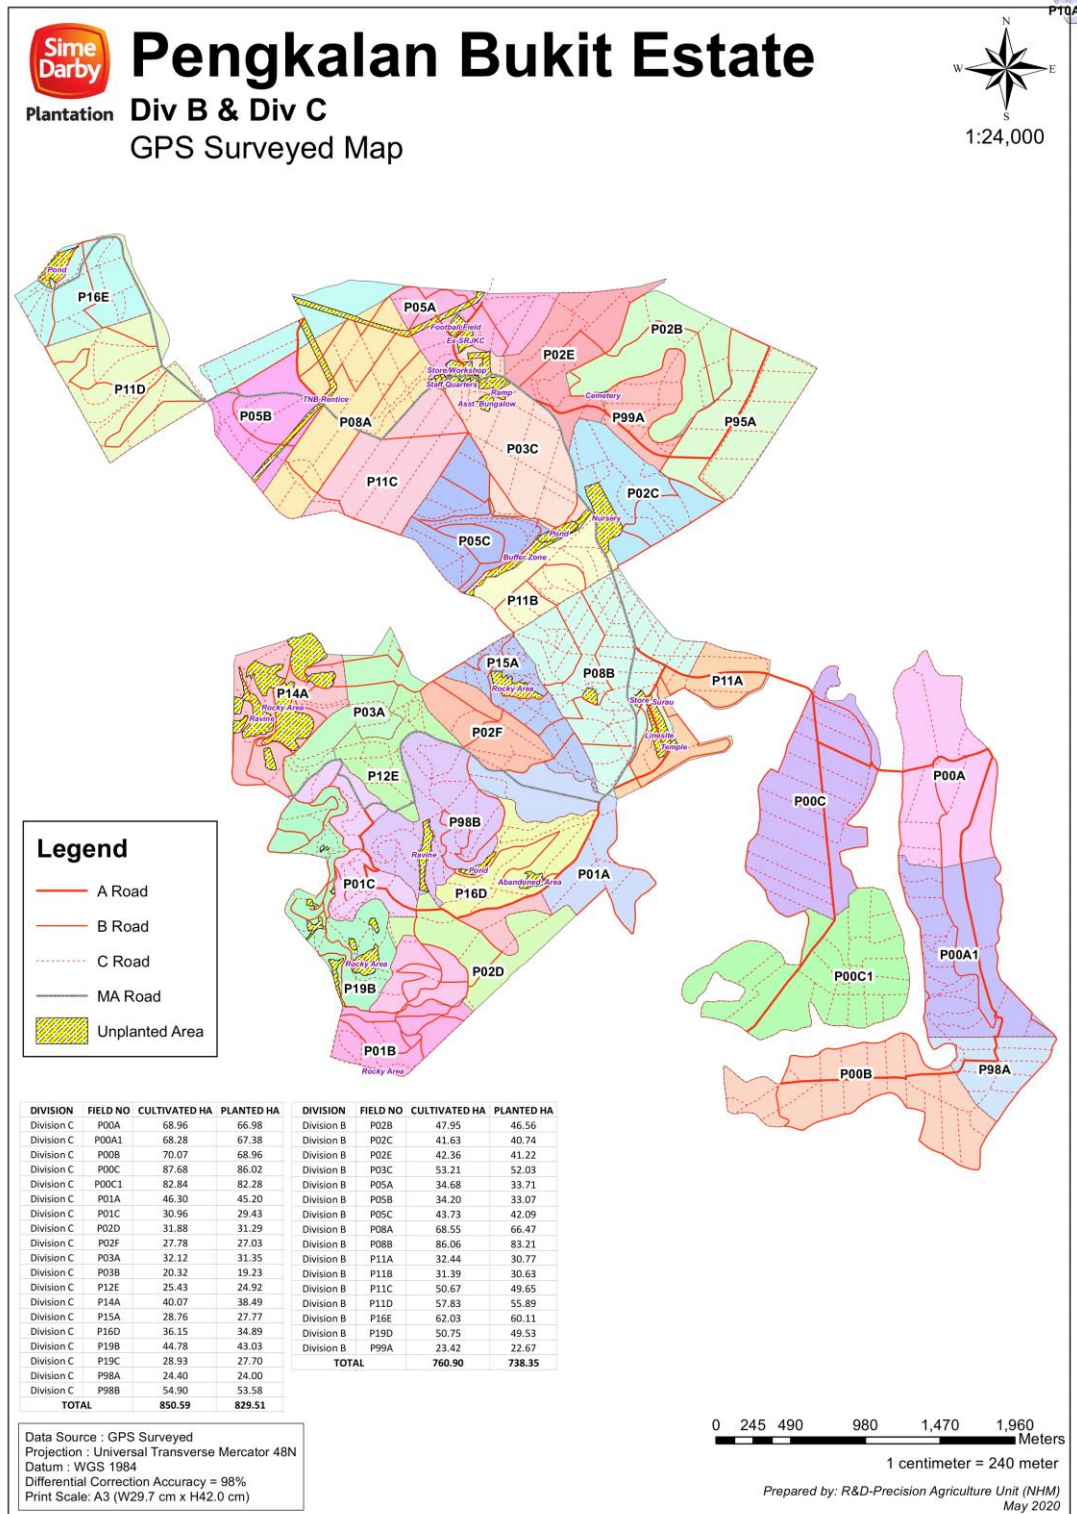 P10A
Sime
Darby
Plantation
Pengkalan Bukit Estate
Div B & Div C
GPS Surveyed Map
N
W E
S
1:24,000
Pond
P16E
P05A
Football Field
Ex-SRJKC
P02B
P02E
Store/Workshop
Staff Quarters
P11D
TNB Rentice
Ramp
Cemetery
Asst. Bungalow
P05B
P08A
P99A
P95A
P03C
P11C
P02C
Nursery
Pond
P05C
Buffer Zone
P11B
P15A
P08B
P11A
P14A
Rocky Area
Store Surau
Rocky Area
P03A
Ravine
P02F
Linesite
Temple
P12E
P00A
P00C
P98B
Legend
A Road
B Road
C Road
MA Road
Unplanted Area
Ravine
Pond
P01A
P01C
Abandoned Area
P16D
P00A1
Rocky Area
P02D
P00C1
P19B
P01B
Rocky Area
P00B
P98A
DIVISION FIELD NO CULTIVATED HA PLANTED HA
Division C P00A 68.96 66.98
Division C P00A1 68.28 67.38
Division C P00B 70.07 68.96
Division C P00C 87.68 86.02
Division C P00C1 82.84 82.28
Division C P01A 46.30 45.20
Division C P01C 30.96 29.43
Division C P02D 31.88 31.29
Division C P02F 27.78 27.03
Division C P03A 32.12 31.35
Division C P03B 20.32 19.23
Division C P12E 25.43 24.92
Division C P14A 40.07 38.49
Division C P15A 28.76 27.77
Division C P16D 36.15 34.89
Division C P19B 44.78 43.03
Division C P19C 28.93 27.70
Division C P98A 24.40 24.00
Division C P98B 54.90 53.58
TOTAL 850.59 829.51
DIVISION FIELD NO CULTIVATED HA PLANTED HA
Division B P02B 47.95 46.56
Division B P02C 41.63 40.74
Division B P02E 42.36 41.22
Division B P03C 53.21 52.03
Division B P05A 34.68 33.71
Division B P05B 34.20 33.07
Division B P05C 43.73 42.09
Division B P08A 68.55 66.47
Division B P08B 86.06 83.21
Division B P11A 32.44 30.77
Division B P11B 31.39 30.63
Division B P11C 50.67 49.65
Division B P11D 57.83 55.89
Division B P16E 62.03 60.11
Division B P19D 50.75 49.53
Division B P99A 23.42 22.67
TOTAL 760.90 738.35
Data Source : GPS Surveyed
Projection : Universal Transverse Mercator 48N
Datum : WGS 1984
Differential Correction Accuracy = 98%
Print Scale: A3 (W29.7 cm x H42.0 cm)
0 245 490 980 1,470 1,960
Meters
1 centimeter = 240 meter
Prepared by: R&D-Precision Agriculture Unit (NHM)
May 2020